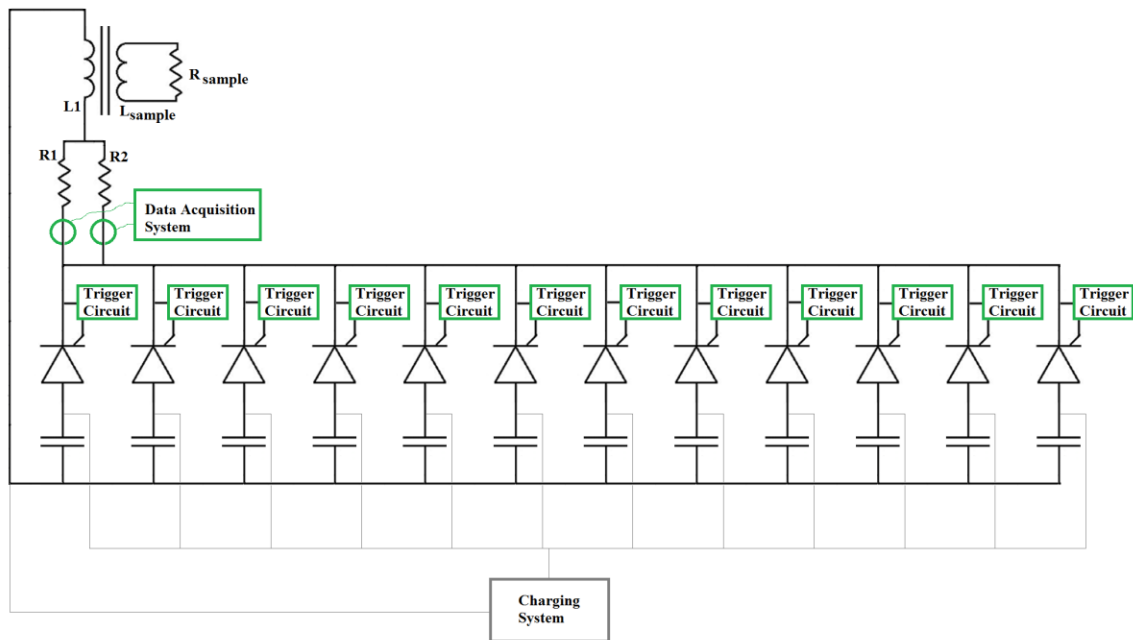 R sample
L1
L sample
R1
R2
Data Acquisition
System
Trigger
Circuit
Trigger
Circuit
Trigger
Circuit
Trigger
Circuit
Trigger
Circuit
Trigger
Circuit
Trigger
Circuit
Trigger
Circuit
Trigger
Circuit
Trigger
Circuit
Trigger
Circuit
Trigger
Circuit
Charging
System